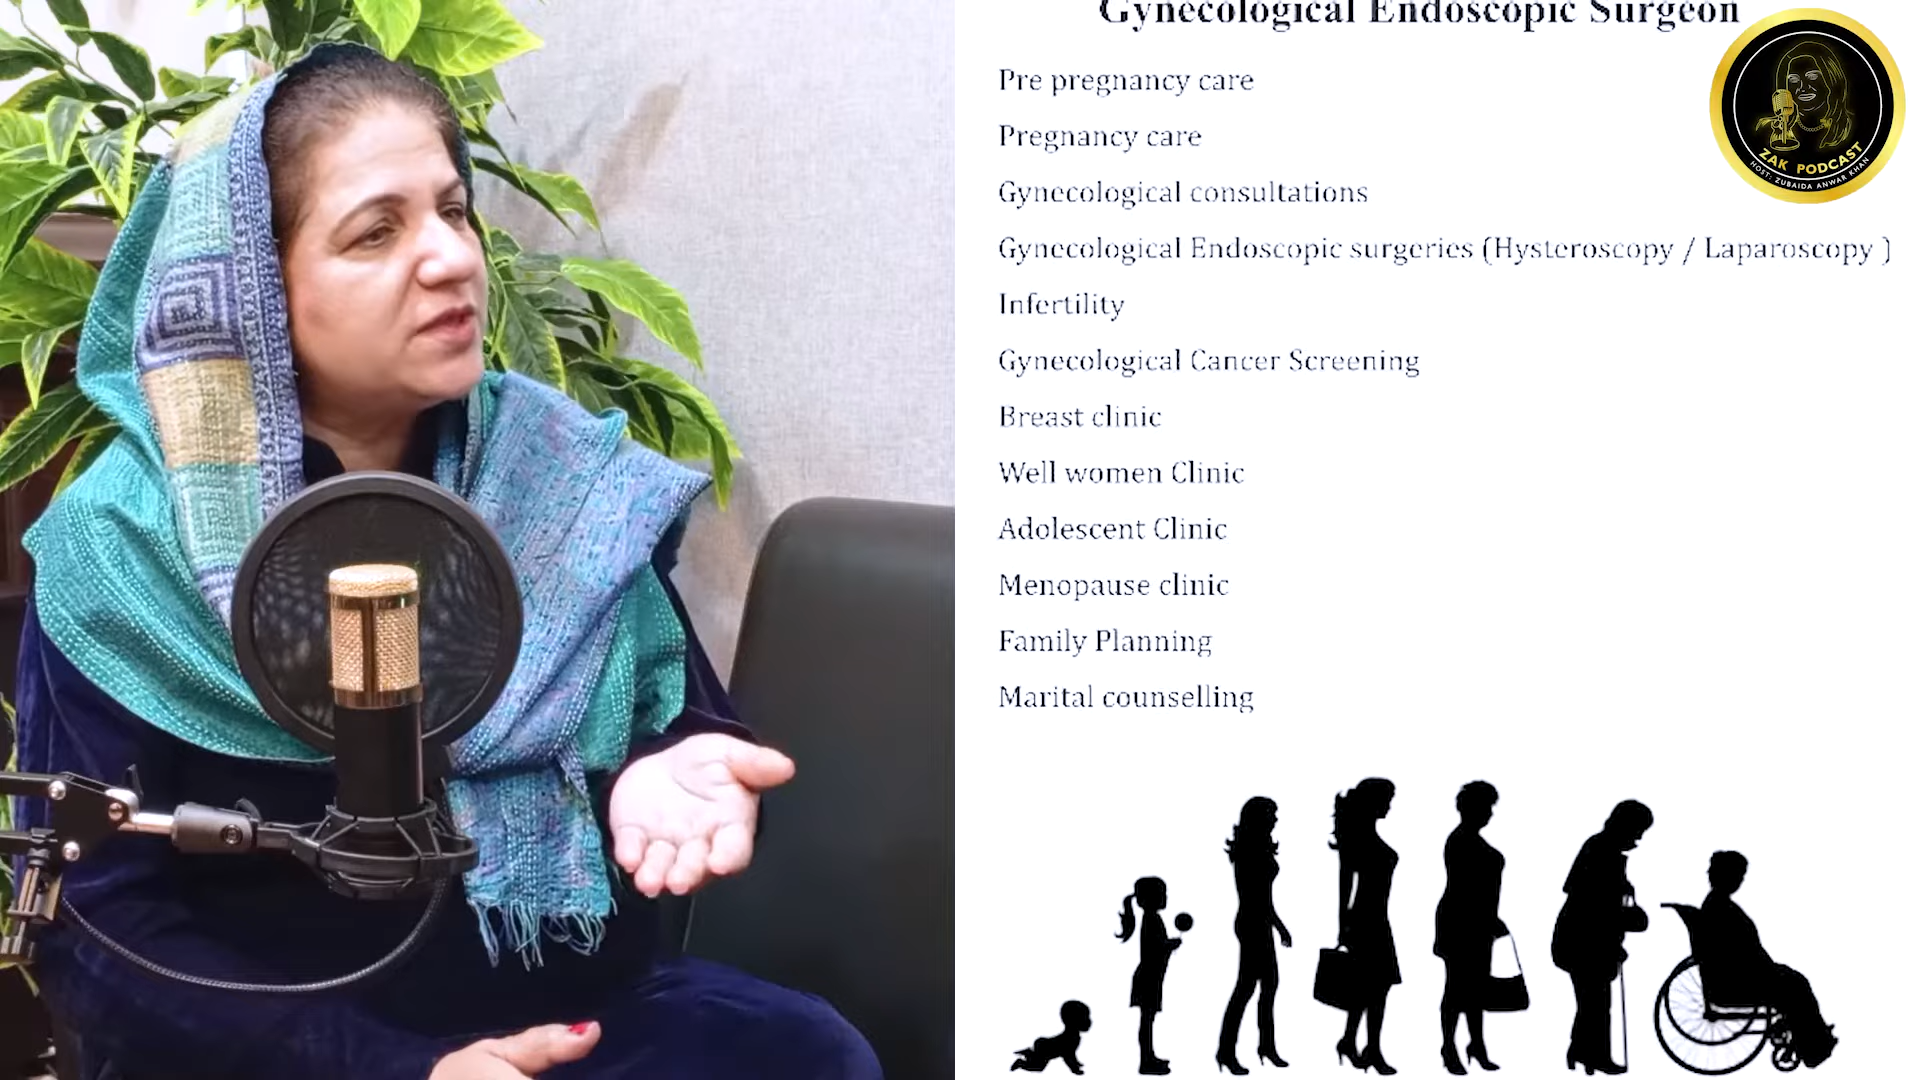 Gynecological Endoscopic Surgeon
Pre pregnancy care
Pregnancy care
Gynecological consultations
Gynecological Endoscopic surgeries (Hysteroscopy / Laparoscopy )
Infertility
Gynecological Cancer Screening
Breast clinic
Well women Clinic
Adolescent Clinic
Menopause clinic
Family Planning
Marital counselling
ZAK PODCAST
HOST: ZUBAIDA ANWAR KHAN